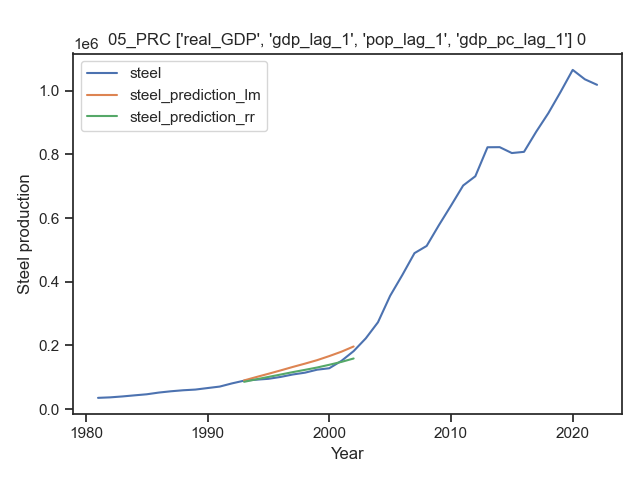 05_PRC ['real_GDP', 'gdp_lag_1', 'pop_lag_1', 'gdp_pc_lag_1'] 0
1e6
steel
steel_prediction_lm
steel_prediction_rr
1.0
0.8
0.6
0.4
0.2
0.0
Steel production
1980
1990
2000
2010
2020
Year